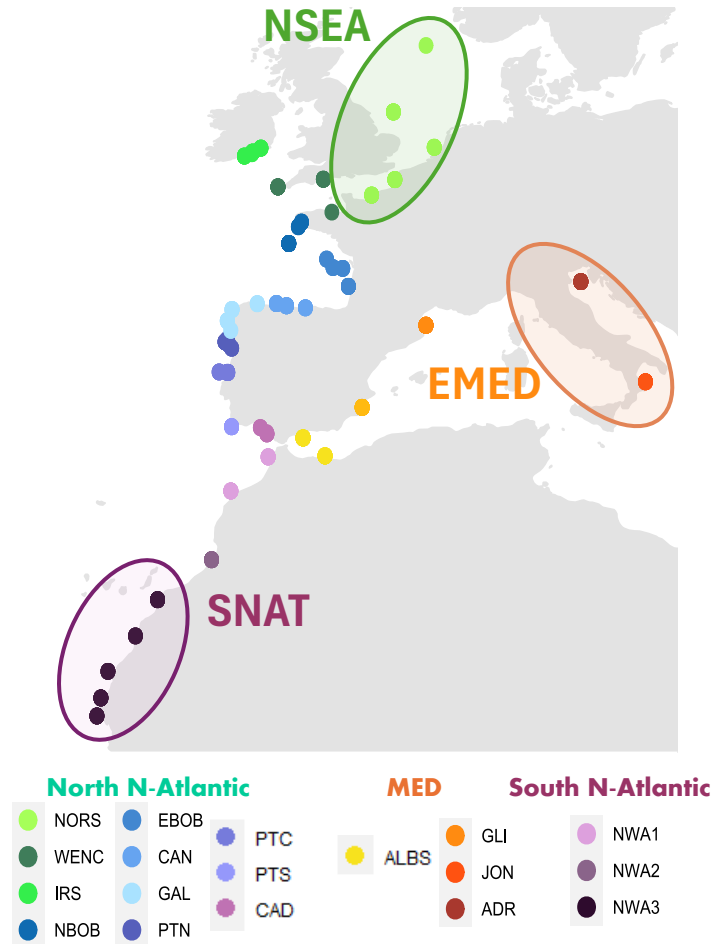 NSEA
EMED
SNAT
North N-Atlantic
MED
South N-Atlantic
NORS
WENC
IRS
NBOB
EBOB
CAN
GAL
PTN
PTC
PTS
CAD
ALBS
GLI
JON
ADR
NWA1
NWA2
NWA3